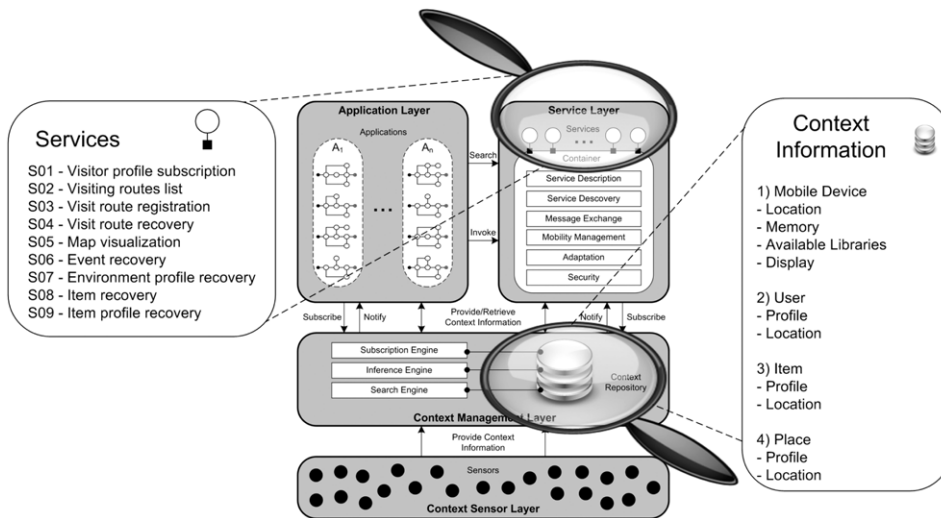 Services
S01 - Visitor profile subscription
S02 - Visiting routes list
S03 - Visit route registration
S04 - Visit route recovery
S05 - Map visualization
S06 - Event recovery
S07 - Environment profile recovery
S08 - Item recovery
S09 - Item profile recovery
Application Layer
Applications
A1
An
...
Search
Invoke
Service Layer
Services
...
Container
Service Description
Service Descovery
Message Exchange
Mobility Management
Adaptation
Security
Subscribe
Notify
Provide/Retrieve
Context Information
Notify
Subscribe
Subscription Engine
Inference Engine
Search Engine
Context
Repository
Context Management Layer
Provide Context
Information
Sensors
Context Sensor Layer
Context
Information
1) Mobile Device
- Location
- Memory
- Available Libraries
- Display
2) User
- Profile
- Location
3) Item
- Profile
- Location
4) Place
- Profile
- Location